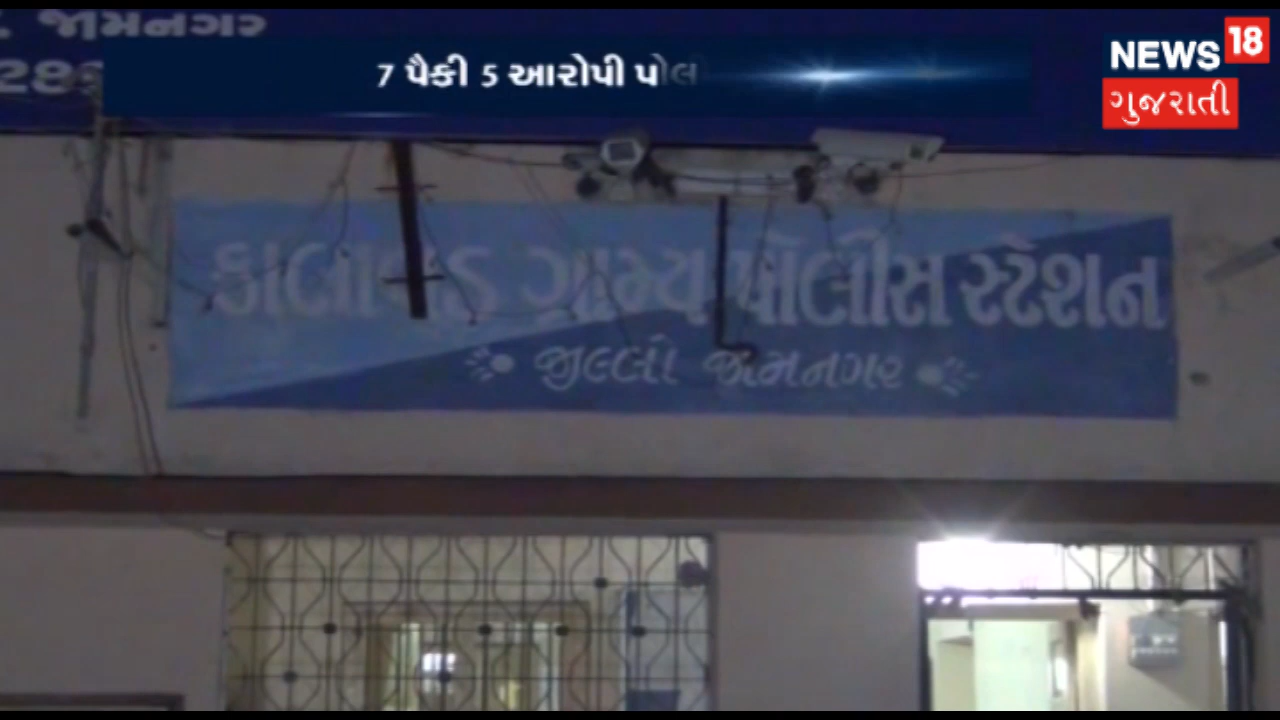 જામનગર
7 પૈકી 5 આરોપી પોલ
NEWS 18
ગુજરાતી
કાલાવડ ગ્રામ્ય પોલીસ સ્ટેશન
જીલ્લો જામનગર